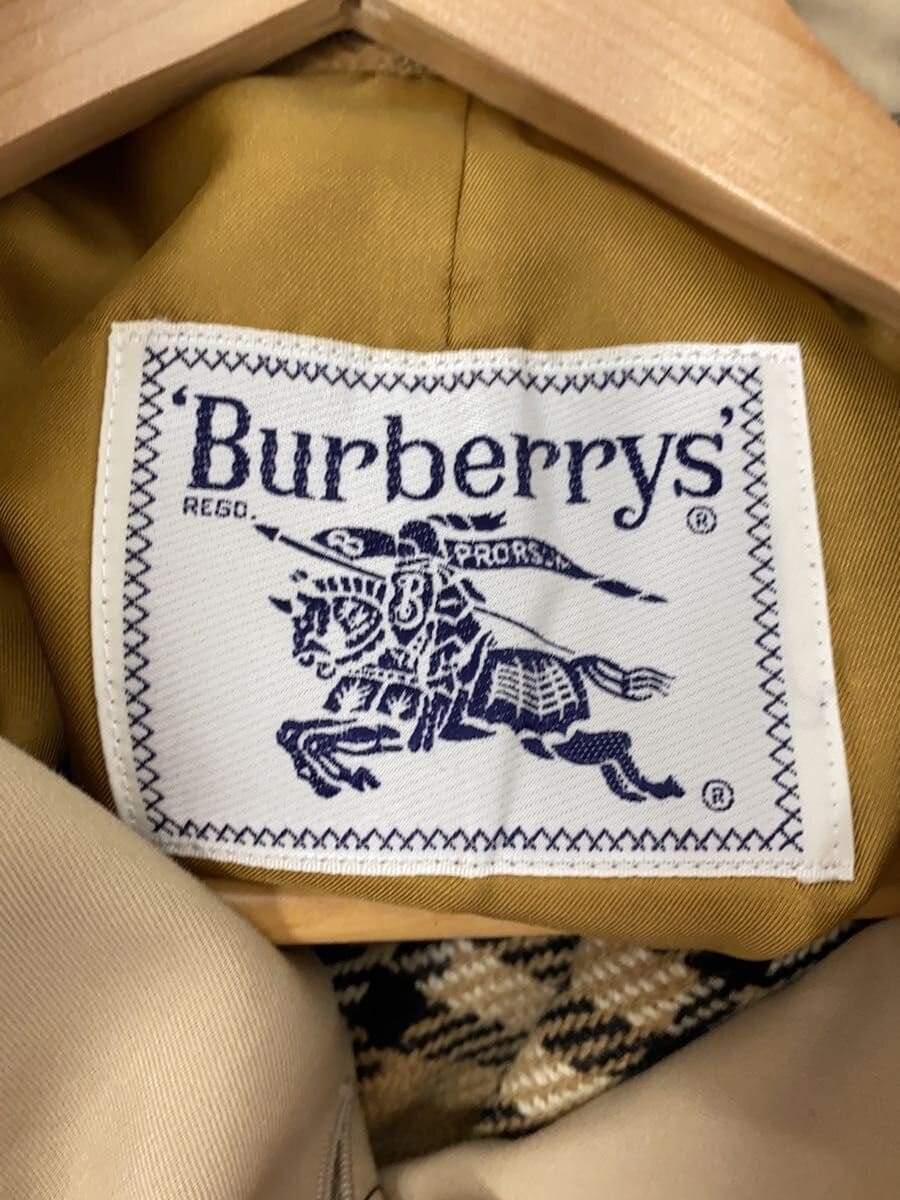 'Burberrys'
REGD. ®
B PRORSUM
B
®